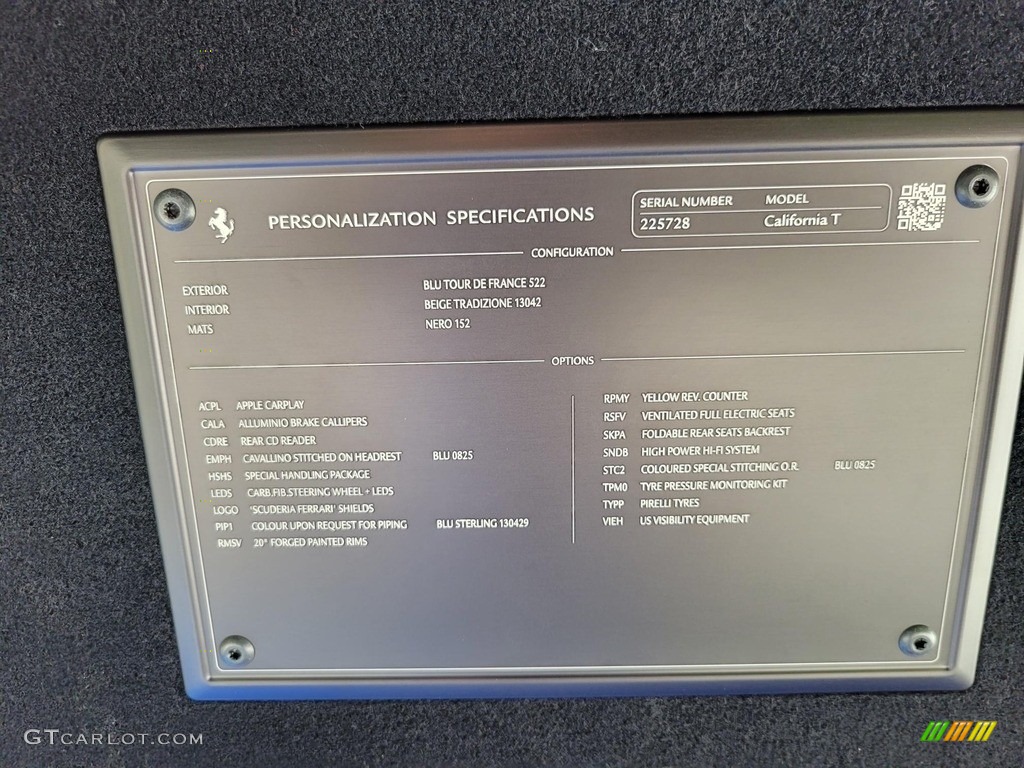 PERSONALIZATION SPECIFICATIONS
SERIAL NUMBER MODEL
225728 California T
CONFIGURATION
EXTERIOR BLU TOUR DE FRANCE 522
INTERIOR BEIGE TRADIZIONE 13042
MATS NERO 152
OPTIONS
ACPL APPLE CARPLAY
CALA ALLUMINIO BRAKE CALLIPERS
CDRE REAR CD READER
EMPH CAVALLINO STITCHED ON HEADREST BLU 0825
HSHS SPECIAL HANDLING PACKAGE
LEDS CARB.FIB.STEERING WHEEL + LEDS
LOGO 'SCUDERIA FERRARI' SHIELDS
PIP1 COLOUR UPON REQUEST FOR PIPING BLU STERLING 130429
RMSV 20" FORGED PAINTED RIMS
RPMY YELLOW REV. COUNTER
RSFV VENTILATED FULL ELECTRIC SEATS
SKPA FOLDABLE REAR SEATS BACKREST
SNDB HIGH POWER HI-FI SYSTEM
STC2 COLOURED SPECIAL STITCHING O.R. BLU 0825
TPM0 TYRE PRESSURE MONITORING KIT
TYPP PIRELLI TYRES
VIEH US VISIBILITY EQUIPMENT
GTCARLOT.COM